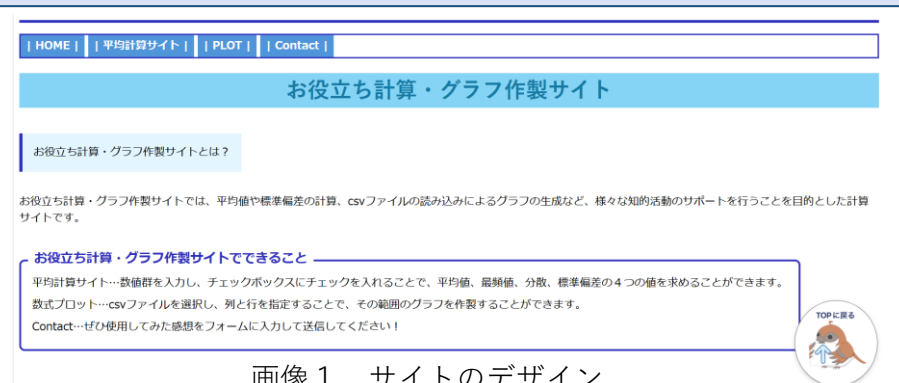 | HOME | | 平均計算サイト | | PLOT | | Contact |
お役立ち計算・グラフ作製サイト
お役立ち計算・グラフ作製サイトとは？
お役立ち計算・グラフ作製サイトでは、平均値や標準偏差の計算、csvファイルの読み込みによるグラフの生成など、様々な知的活動のサポートを行うことを目的とした計算
サイトです。
お役立ち計算・グラフ作製サイトでできること
平均計算サイト…数値群を入力し、チェックボックスにチェックを入れることで、平均値、最頻値、分散、標準偏差の４つの値を求めることができます。
数式プロット…csvファイルを選択し、列と行を指定することで、その範囲のグラフを作製することができます。
Contact…ぜひ使用してみた感想をフォームに入力して送信してください！
TOPに戻る
画像１　サイトのデザイン